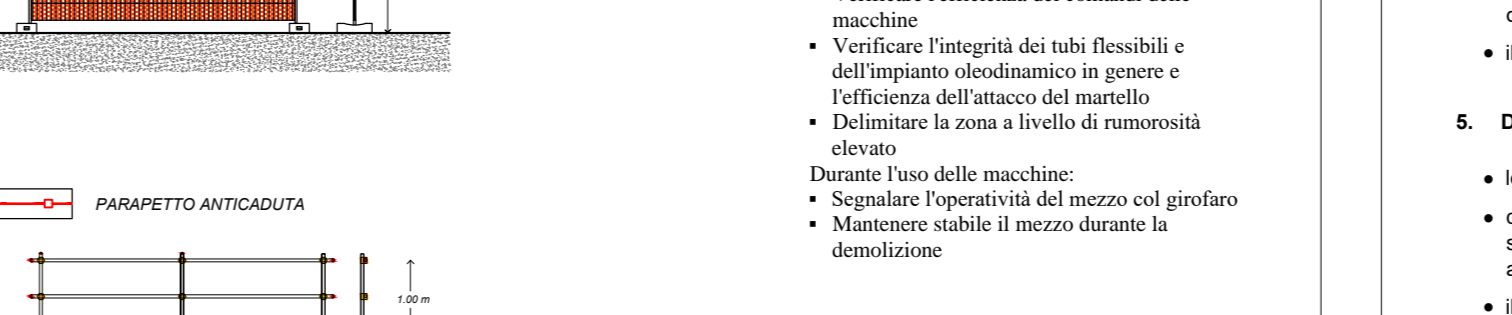 macchine
▪ Verificare l'integrità dei tubi flessibili e
dell'impianto oleodinamico in genere e
l'efficienza dell'attacco del martello
▪ Delimitare la zona a livello di rumorosità
elevato
Durante l'uso delle macchine:
▪ Segnalare l'operatività del mezzo col girofaro
▪ Mantenere stabile il mezzo durante la
demolizione
PARAPETTO ANTICADUTA
1.00 m
5.